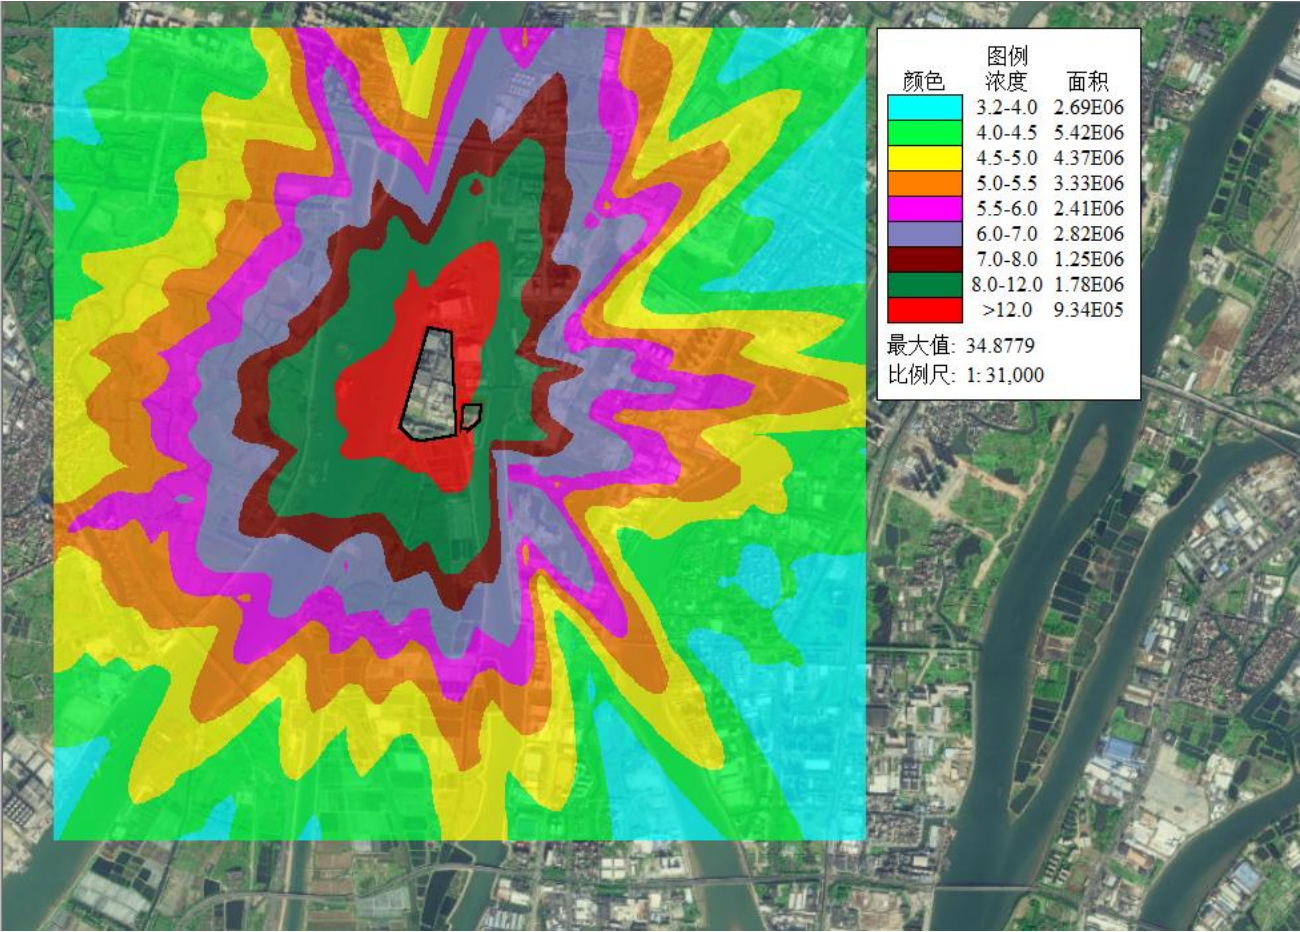 图例
颜色 浓度 面积
3.2-4.0 2.69E06
4.0-4.5 5.42E06
4.5-5.0 4.37E06
5.0-5.5 3.33E06
5.5-6.0 2.41E06
6.0-7.0 2.82E06
7.0-8.0 1.25E06
8.0-12.0 1.78E06
>12.0 9.34E05
最大值: 34.8779
比例尺: 1: 31,000